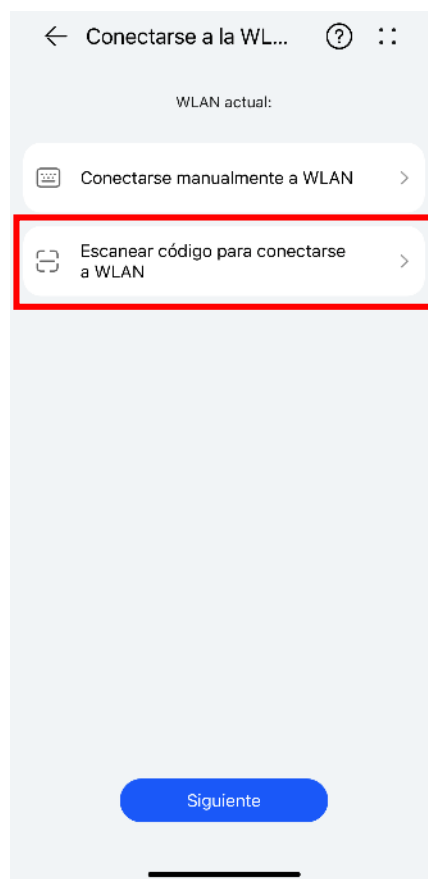 Conectarse a la WL...
WLAN actual:
Conectarse manualmente a WLAN
Escanear código para conectarse
a WLAN
Siguiente